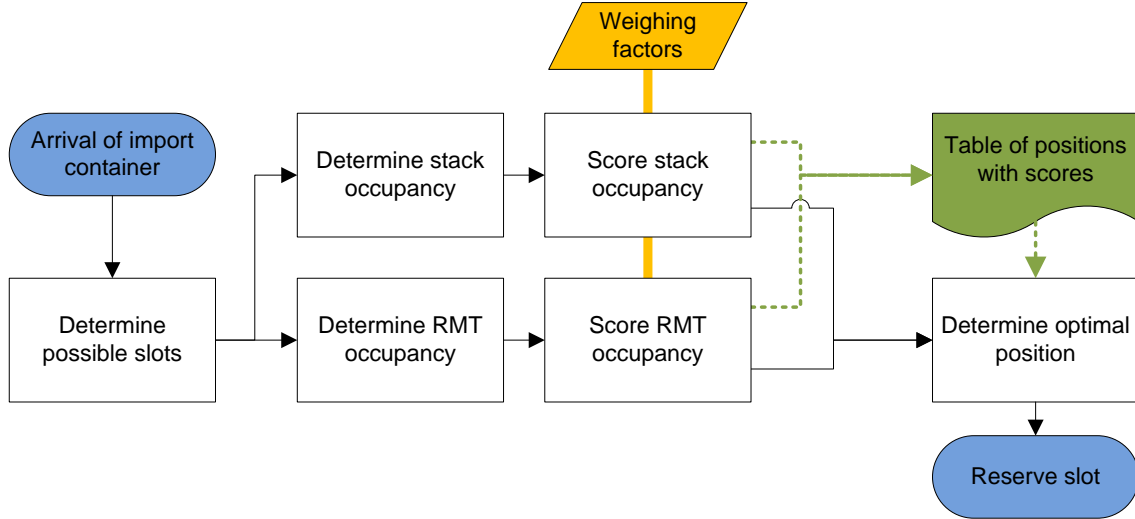 Weighing
factors
Arrival of import
container
Determine stack
occupancy
Score stack
occupancy
Table of positions
with scores
Determine
possible slots
Determine RMT
occupancy
Score RMT
occupancy
Determine optimal
position
Reserve slot